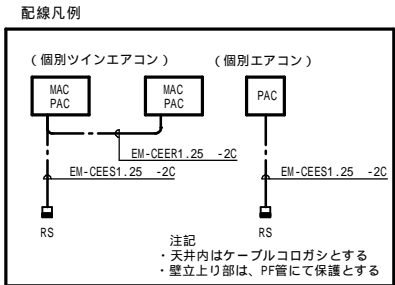 配線凡例
(個別ツインエアコン)
(個別エアコン)
MAC
PAC
MAC
PAC
PAC
EM-CEER1.25 -2C
EM-CEES1.25 -2C
EM-CEES1.25 -2C
RS
RS
注記
・天井内はケーブルコロガシとする
・壁立上り部は、PF管にて保護とする